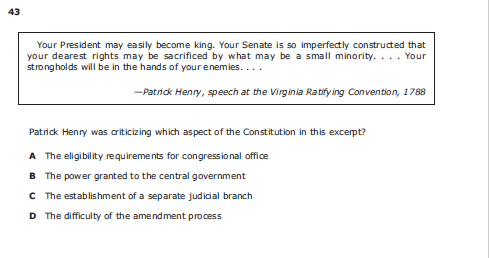 43
Your President may easily become king. Your Senate is so imperfectly constructed that
your dearest rights may be sacrificed by what may be a small minority. . . . Your
strongholds will be in the hands of your enemies. . . .
—Patrick Henry, speech at the Virginia Ratifying Convention, 1788
Patrick Henry was criticizing which aspect of the Constitution in this excerpt?
A The eligibility requirements for congressional office
B The power granted to the central government
C The establishment of a separate judicial branch
D The difficulty of the amendment process